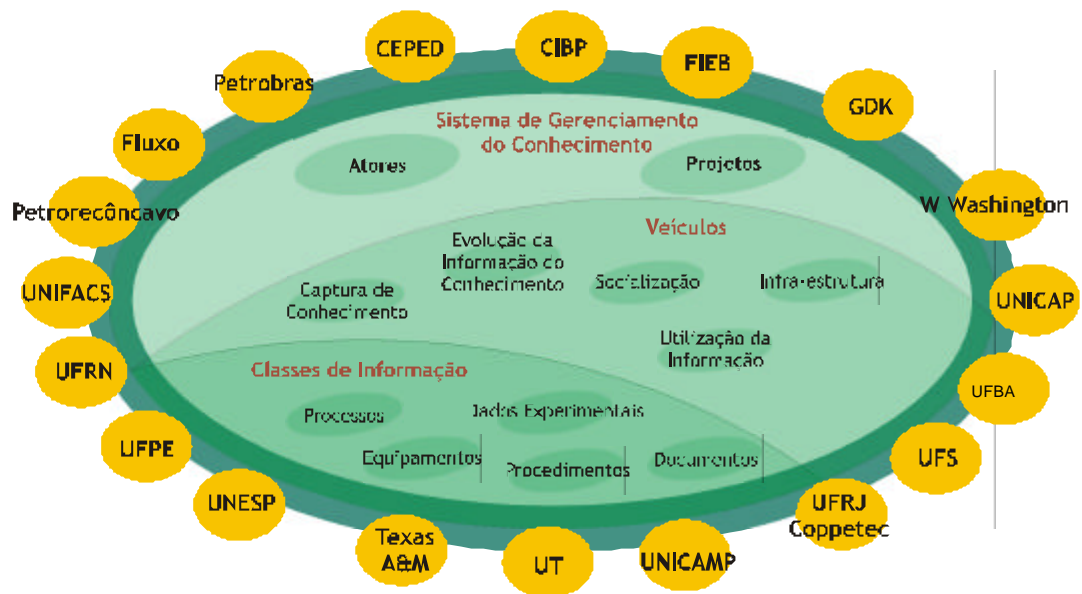 CEPED
CIBP
FIEB
Petrobras
GDK
Fluxo
Sistema de Gerenciamento
do Conhecimento
Atores
Projetos
Petrorecôncavo
W Washington
Veículos
Evolução da
Informação do
Conhecimento
Socialização
Infra-estrutura
Captura de
Conhecimento
UNIFACS
UNICAP
Utilização da
Informação
UFRN
Classes de Informação
UFBA
Processos
Dados Experimentais
UFPE
Equipamentos
Procedimentos
Documentos
UFS
UNESP
UFRJ
Coppetec
Texas
A&M
UT
UNICAMP